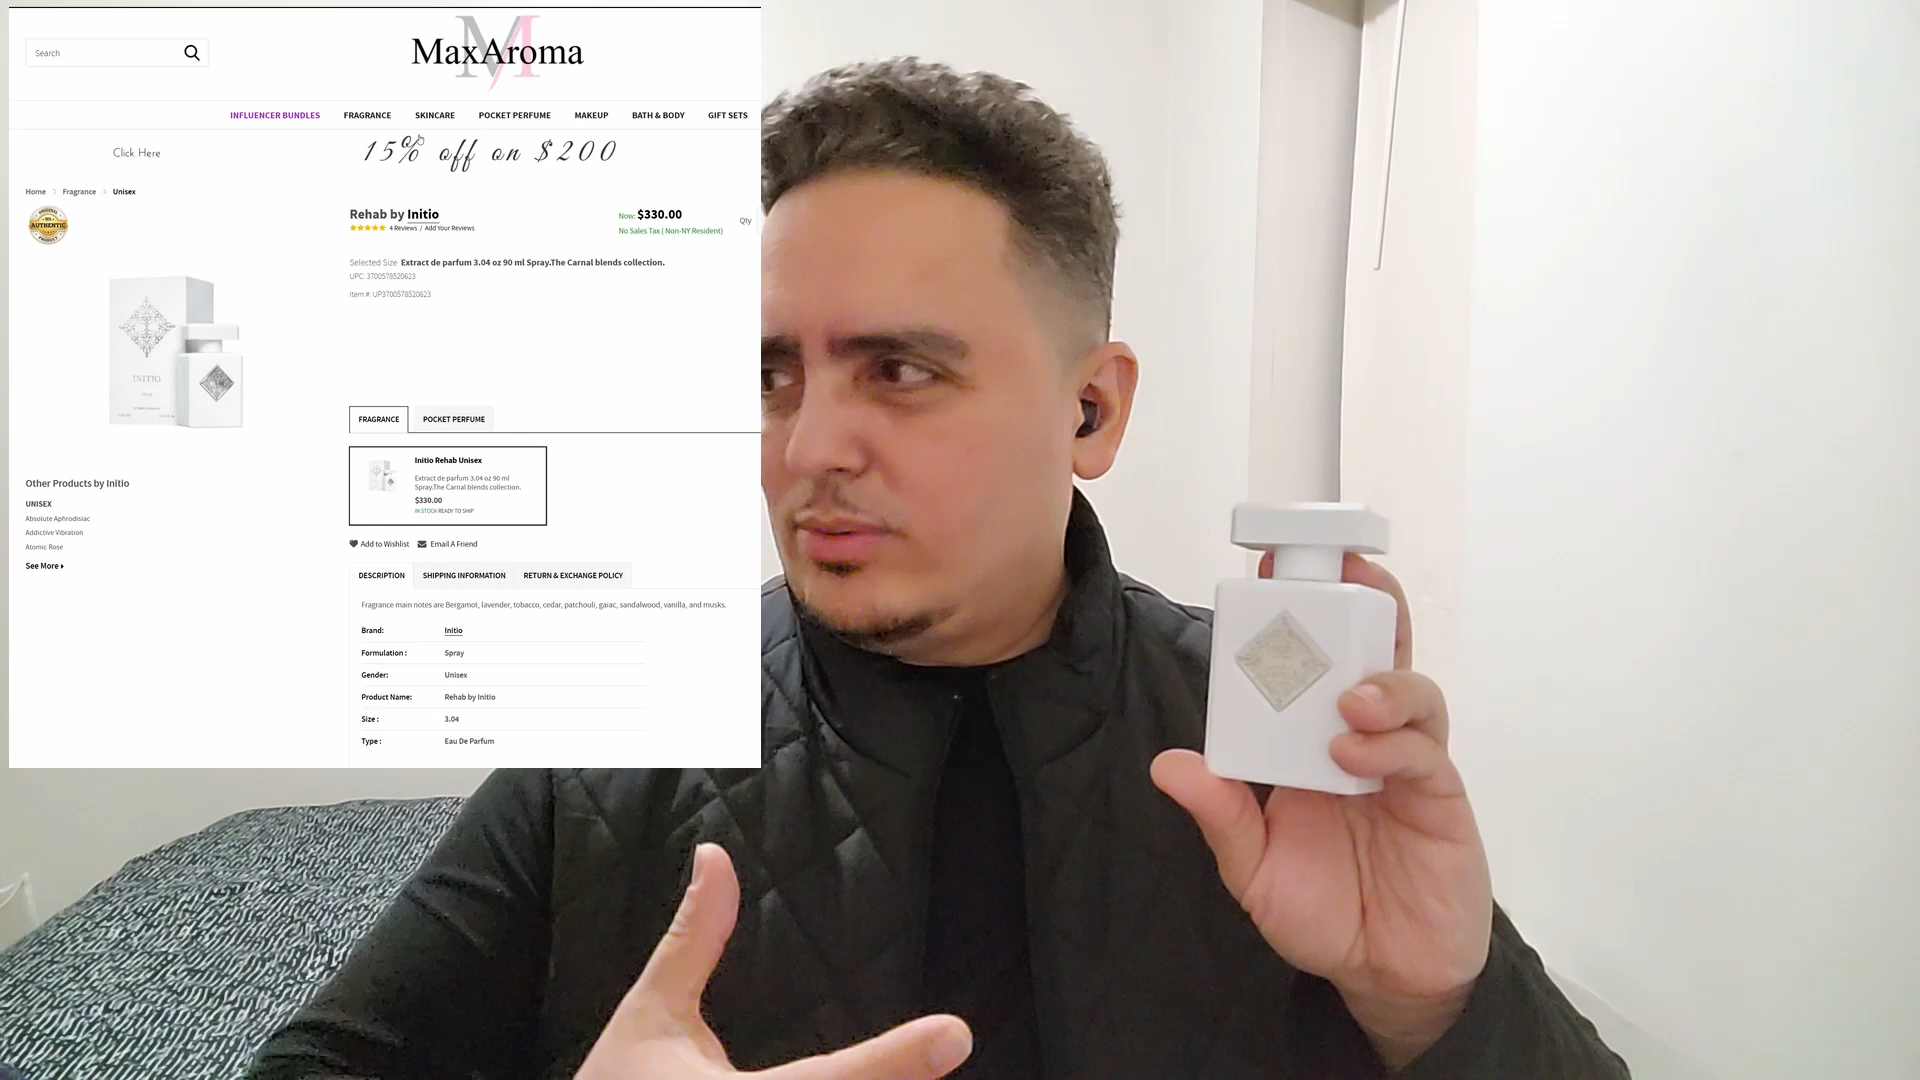 Search
MaxAroma
INFLUENCER BUNDLES FRAGRANCE SKINCARE POCKET PERFUME MAKEUP BATH & BODY GIFT SETS
Click Here
15% off on $200
Home > Fragrance > Unisex
AUTHENTIC
Rehab by Initio
4 Reviews / Add Your Reviews
Now: $330.00
No Sales Tax ( Non-NY Resident)
Qty
Selected Size Extract de parfum 3.04 oz 90 ml Spray.The Carnal blends collection.
UPC: 3700578520623
Item #: UP3700578520623
INITIO
FRAGRANCE POCKET PERFUME
Initio Rehab Unisex
Extract de parfum 3.04 oz 90 ml
Spray.The Carnal blends collection.
$330.00
IN STOCK READY TO SHIP
Other Products by Initio
UNISEX
Absolute Aphrodisiac
Addictive Vibration
Atomic Rose
See More
Add to Wishlist Email A Friend
DESCRIPTION SHIPPING INFORMATION RETURN & EXCHANGE POLICY
Fragrance main notes are Bergamot, lavender, tobacco, cedar, patchouli, gaiac, sandalwood, vanilla, and musks.
Brand: Initio
Formulation : Spray
Gender: Unisex
Product Name: Rehab by Initio
Size : 3.04
Type : Eau De Parfum